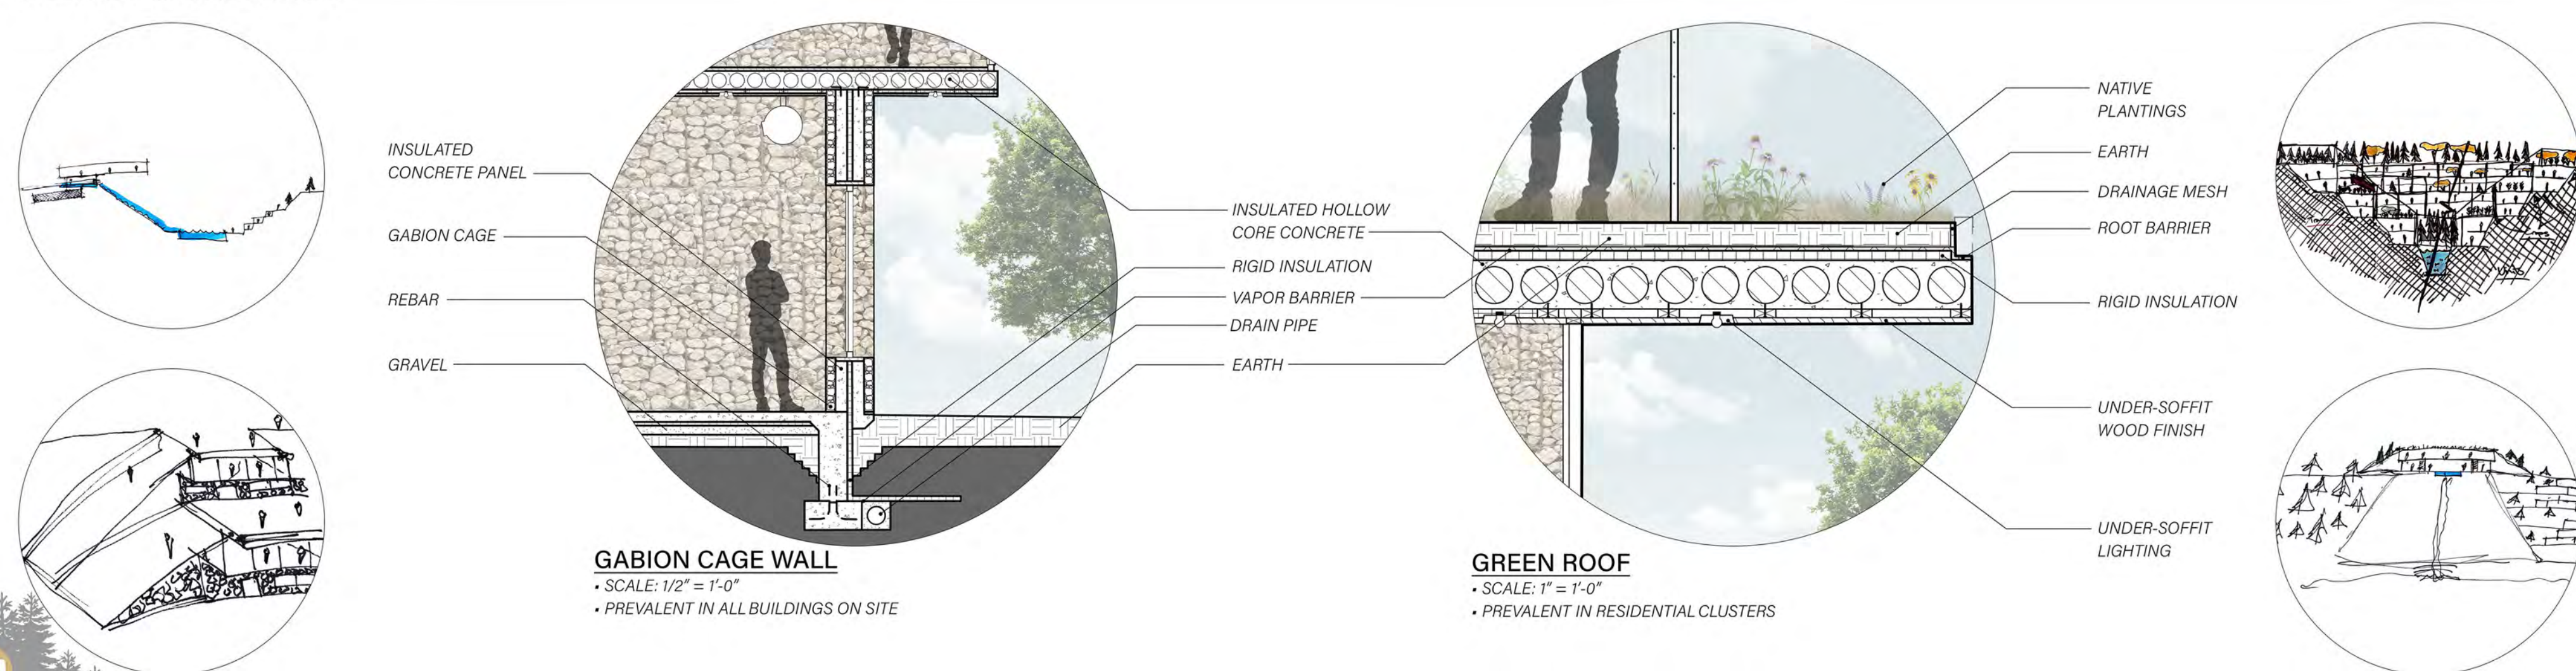 INSULATED
CONCRETE PANEL
GABION CAGE
REBAR
GRAVEL
INSULATED HOLLOW
CORE CONCRETE
RIGID INSULATION
VAPOR BARRIER
DRAIN PIPE
EARTH
NATIVE
PLANTINGS
EARTH
DRAINAGE MESH
ROOT BARRIER
RIGID INSULATION
UNDER-SOFFIT
WOOD FINISH
UNDER-SOFFIT
LIGHTING
GABION CAGE WALL
▪ SCALE: 1/2" = 1'-0"
▪ PREVALENT IN ALL BUILDINGS ON SITE
GREEN ROOF
▪ SCALE: 1" = 1'-0"
▪ PREVALENT IN RESIDENTIAL CLUSTERS